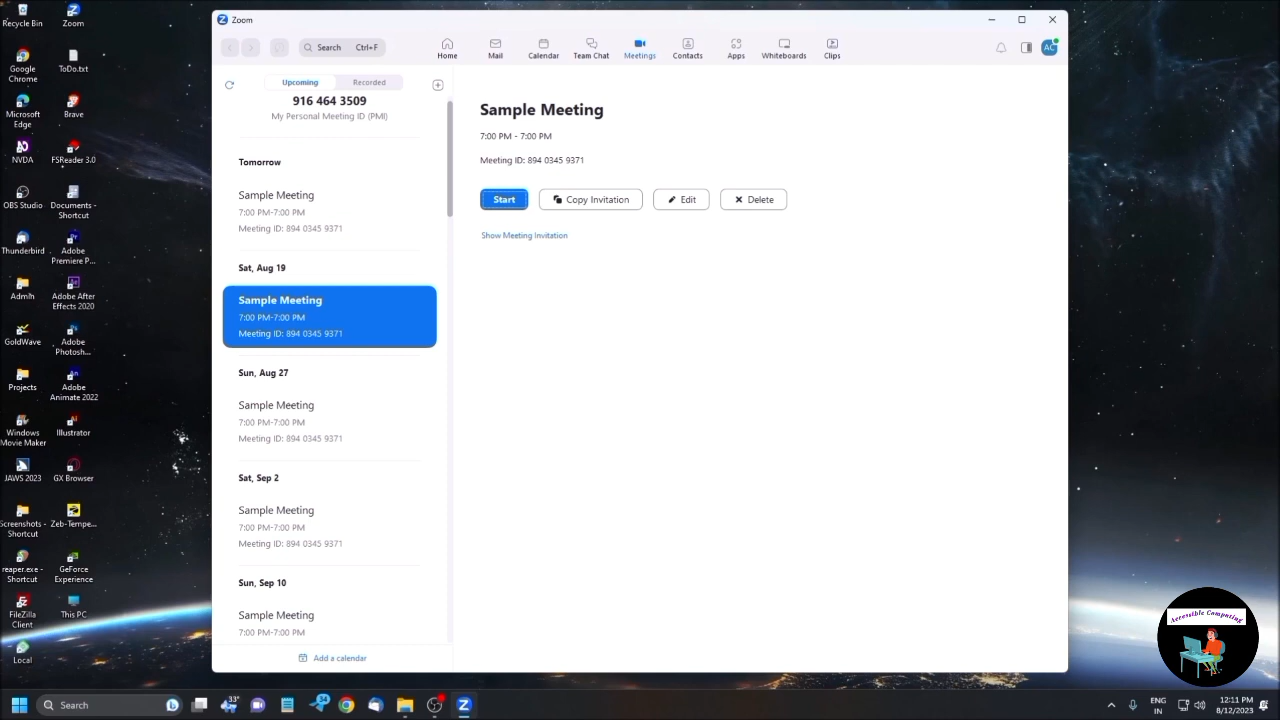 Recycle Bin
Zoom
Google Chrome
ToDo.txt
Microsoft Edge
Brave
NVDA
FSReader 3.0
OBS Studio
Documents - Shortcut
Thunderbird
Adobe Premiere P...
Admih
Adobe After Effects 2020
GoldWave
Adobe Photosh...
Projects
Adobe Animate 2022
Windows Movie Maker
Illustrator
JAWS 2023
GX Browser
Screenshots - Shortcut
Zeb-Tempe...
reaper.exe - Shortcut
GeForce Experience
FileZilla Client
This PC
Local
Zoom
Search Ctrl+F
Home
Mail
Calendar
Team Chat
Meetings
Contacts
Apps
Whiteboards
Clips
AC
Upcoming
Recorded
916 464 3509
My Personal Meeting ID (PMI)
Tomorrow
Sample Meeting
7:00 PM-7:00 PM
Meeting ID: 894 0345 9371
Sat, Aug 19
Sample Meeting
7:00 PM-7:00 PM
Meeting ID: 894 0345 9371
Sun, Aug 27
Sample Meeting
7:00 PM-7:00 PM
Meeting ID: 894 0345 9371
Sat, Sep 2
Sample Meeting
7:00 PM-7:00 PM
Meeting ID: 894 0345 9371
Sun, Sep 10
Sample Meeting
7:00 PM-7:00 PM
Add a calendar
Sample Meeting
7:00 PM - 7:00 PM
Meeting ID: 894 0345 9371
Start
Copy Invitation
Edit
Delete
Show Meeting Invitation
Accessible Computing
Search
33°
34
ENG
IN
12:11 PM
8/12/2023